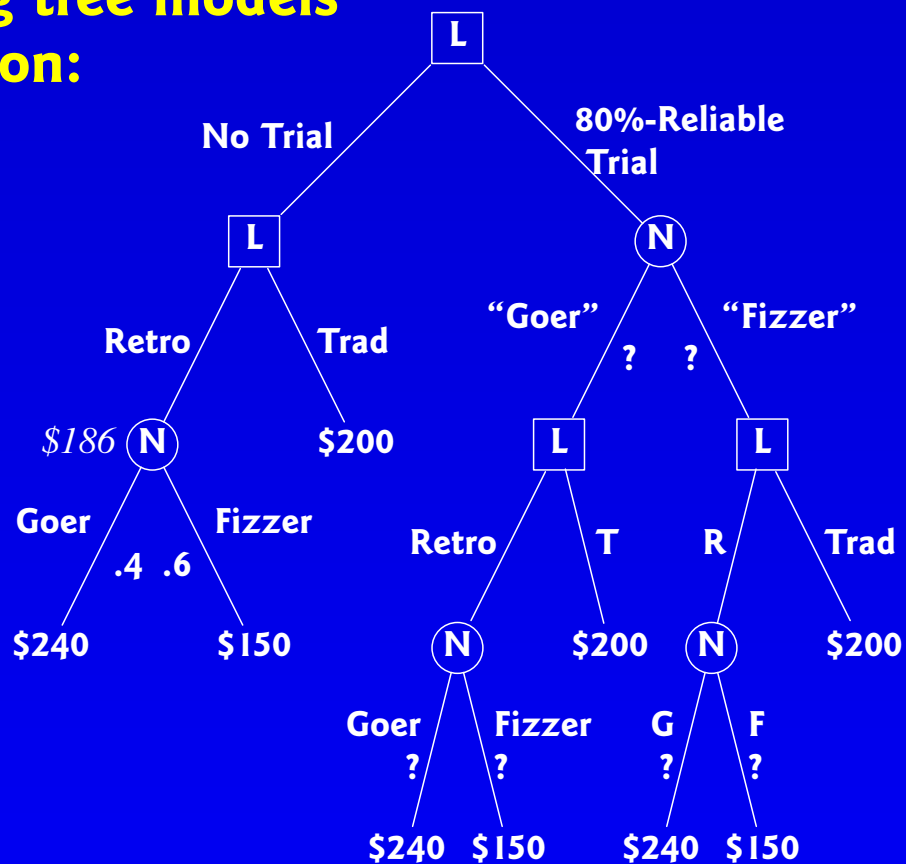 g tree models
on:
L
No Trial
80%-Reliable
Trial
L
N
"Goer"
"Fizzer"
Retro
Trad
? ?
$186
N
$200
L
L
Goer
Fizzer
Retro
T
R
Trad
.4 .6
$240
$150
N
$200
N
$200
Goer
Fizzer
G
F
?
?
?
?
$240
$150
$240
$150